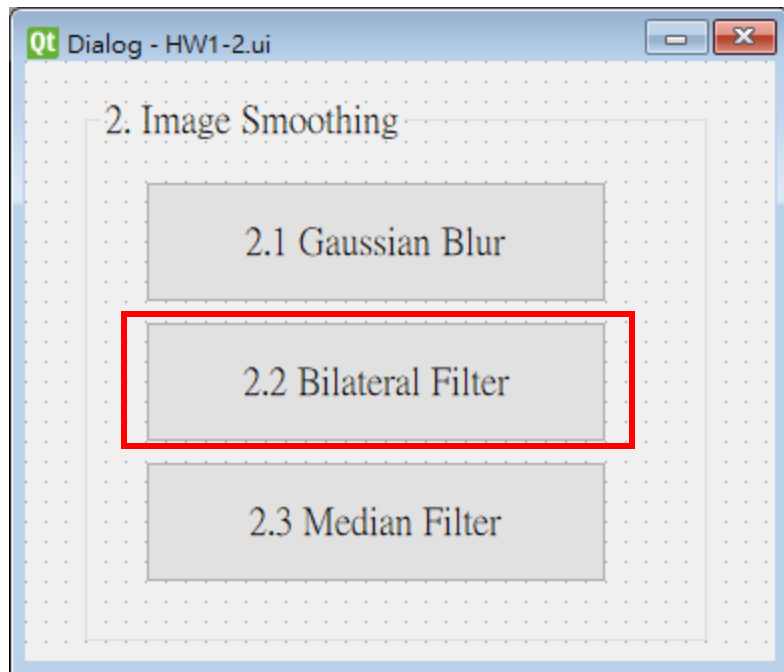 Qt Dialog - HW1-2.ui
2. Image Smoothing
2.1 Gaussian Blur
2.2 Bilateral Filter
2.3 Median Filter